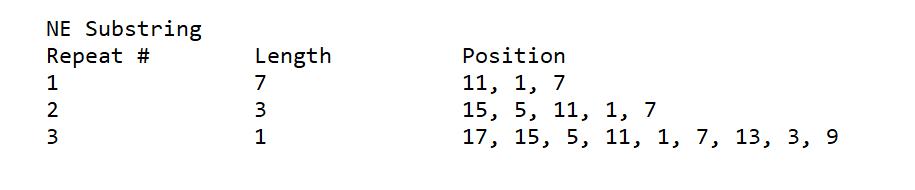 NE Substring
Repeat # Length Position
1 7 11, 1, 7
2 3 15, 5, 11, 1, 7
3 1 17, 15, 5, 11, 1, 7, 13, 3, 9